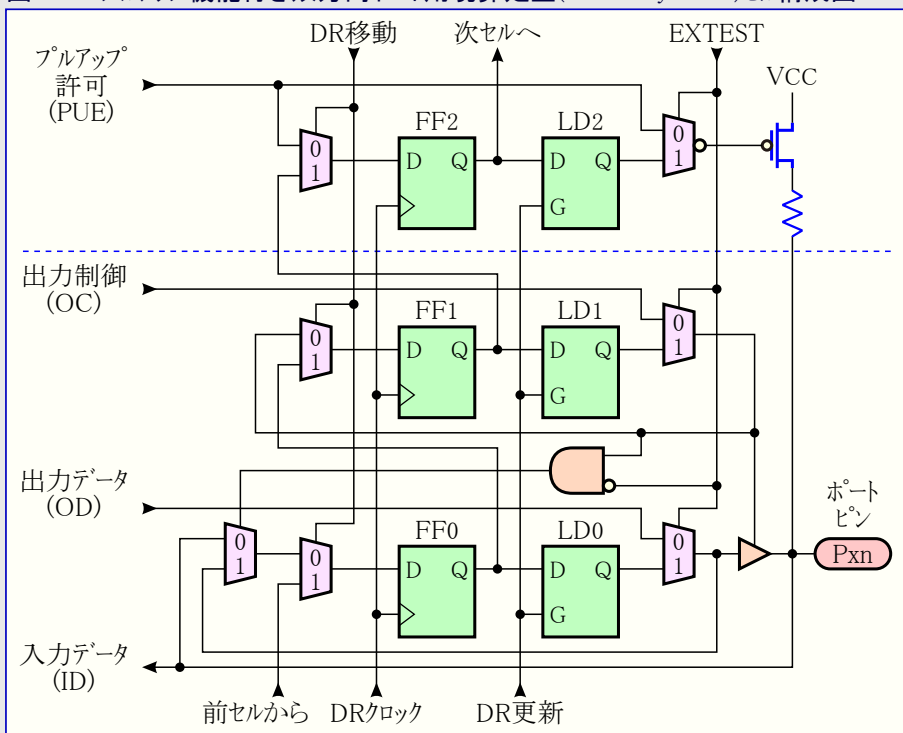 DR移動
次セルへ
EXTEST
プルアップ
許可
(PUE)
VCC
FF2
LD2
0
1
D Q
D Q
G
0
1
出力制御
(OC)
FF1
LD1
0
1
D Q
D Q
G
0
1
出力データ
(OD)
ポート
ピン
FF0
LD0
0
1
0
1
D Q
D Q
G
0
1
Pxn
入力データ
(ID)
前セルから
DRクロック
DR更新